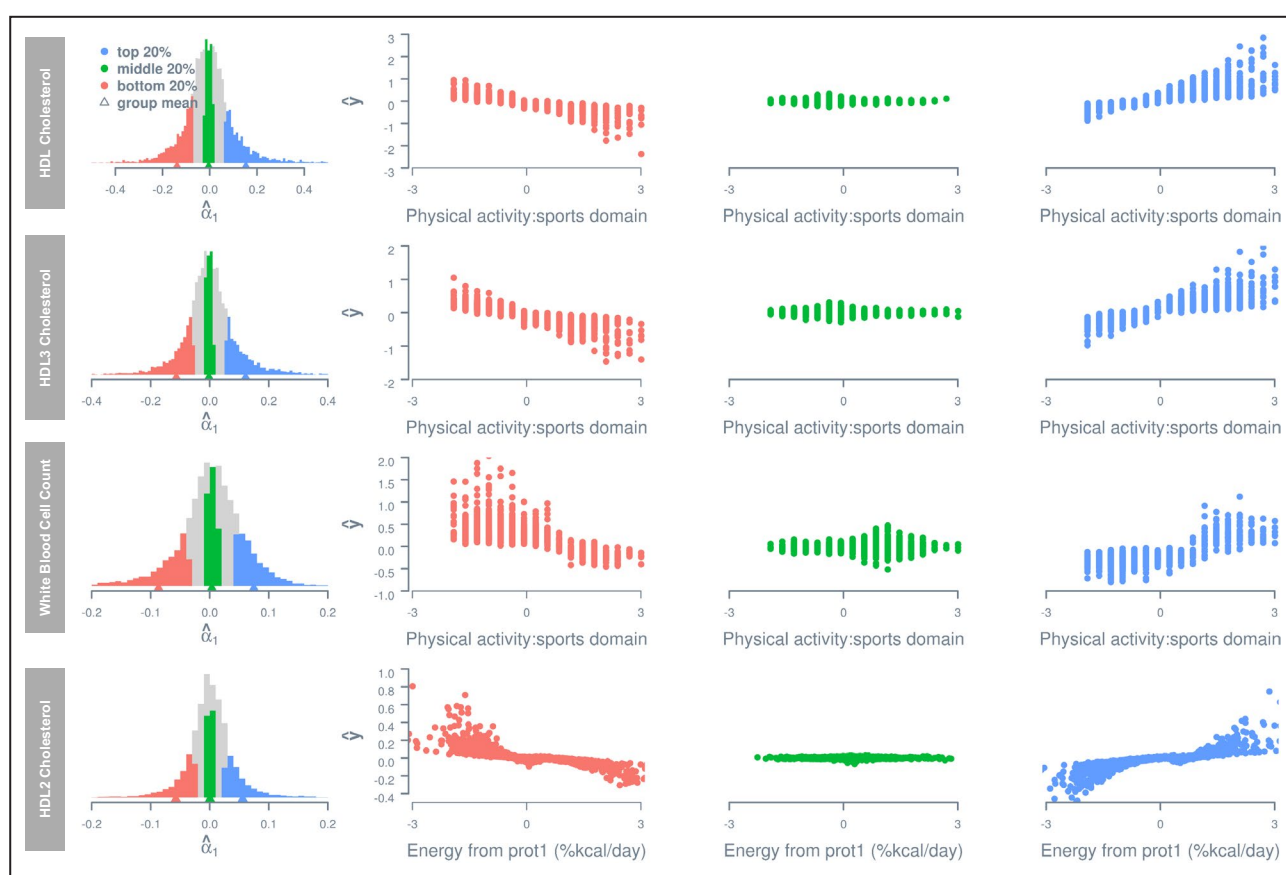 HDL Cholesterol
top 20%
middle 20%
bottom 20%
group mean
-0.4 -0.2 0.0 0.2 0.4
α̂1
ŷ
3
2
1
0
-1
-2
-3
-3 0 3
Physical activity:sports domain
-3 0 3
Physical activity:sports domain
-3 0 3
Physical activity:sports domain
HDL3 Cholesterol
-0.4 -0.2 0.0 0.2 0.4
α̂1
ŷ
2
1
0
-1
-2
-3 0 3
Physical activity:sports domain
-3 0 3
Physical activity:sports domain
-3 0 3
Physical activity:sports domain
White Blood Cell Count
-0.2 -0.1 0.0 0.1 0.2
α̂1
ŷ
2.0
1.5
1.0
0.5
0.0
-0.5
-1.0
-3 0 3
Physical activity:sports domain
-3 0 3
Physical activity:sports domain
-3 0 3
Physical activity:sports domain
HDL2 Cholesterol
-0.2 -0.1 0.0 0.1 0.2
α̂1
ŷ
1.0
0.8
0.6
0.4
0.2
0.0
-0.2
-0.4
-3 0 3
Energy from prot1 (%kcal/day)
-3 0 3
Energy from prot1 (%kcal/day)
-3 0 3
Energy from prot1 (%kcal/day)